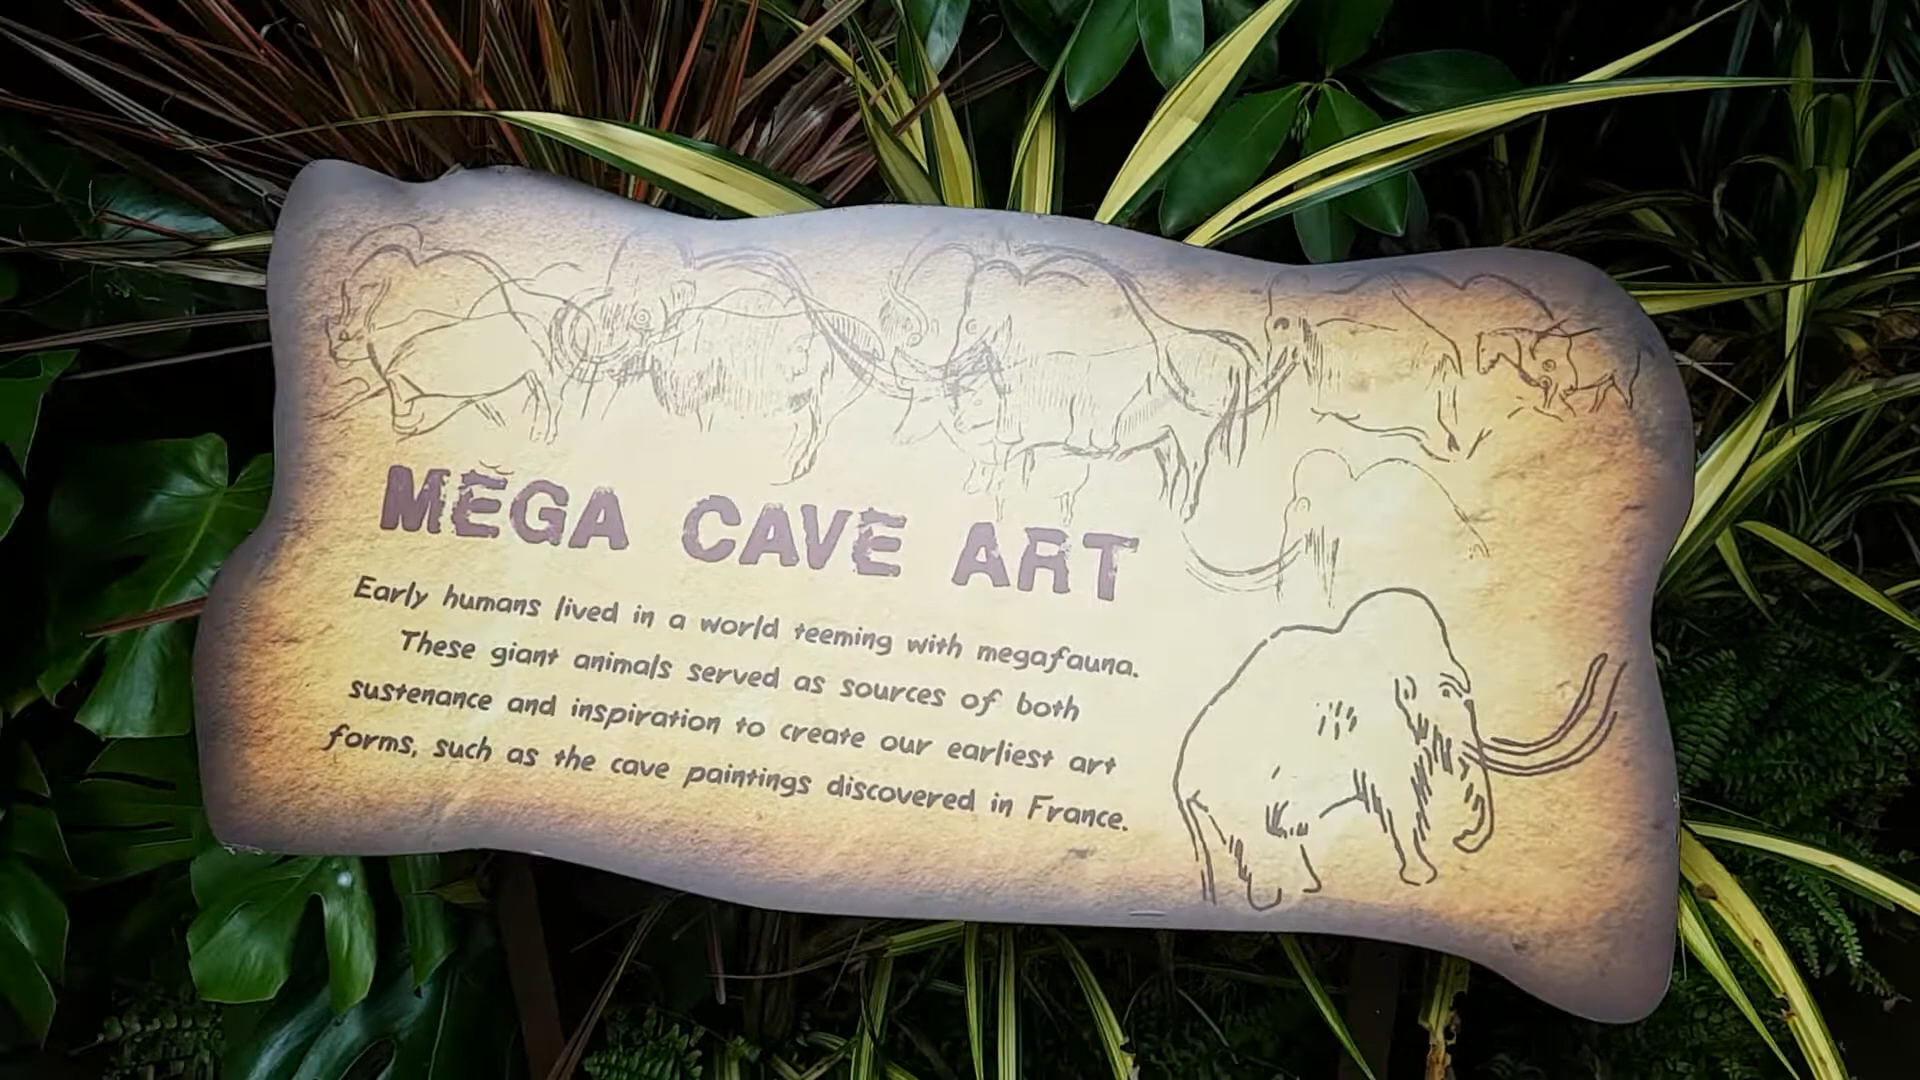 MEGA CAVE ART
Early humans lived in a world teeming with megafauna.
These giant animals served as sources of both
sustenance and inspiration to create our earliest art
forms, such as the cave paintings discovered in France.